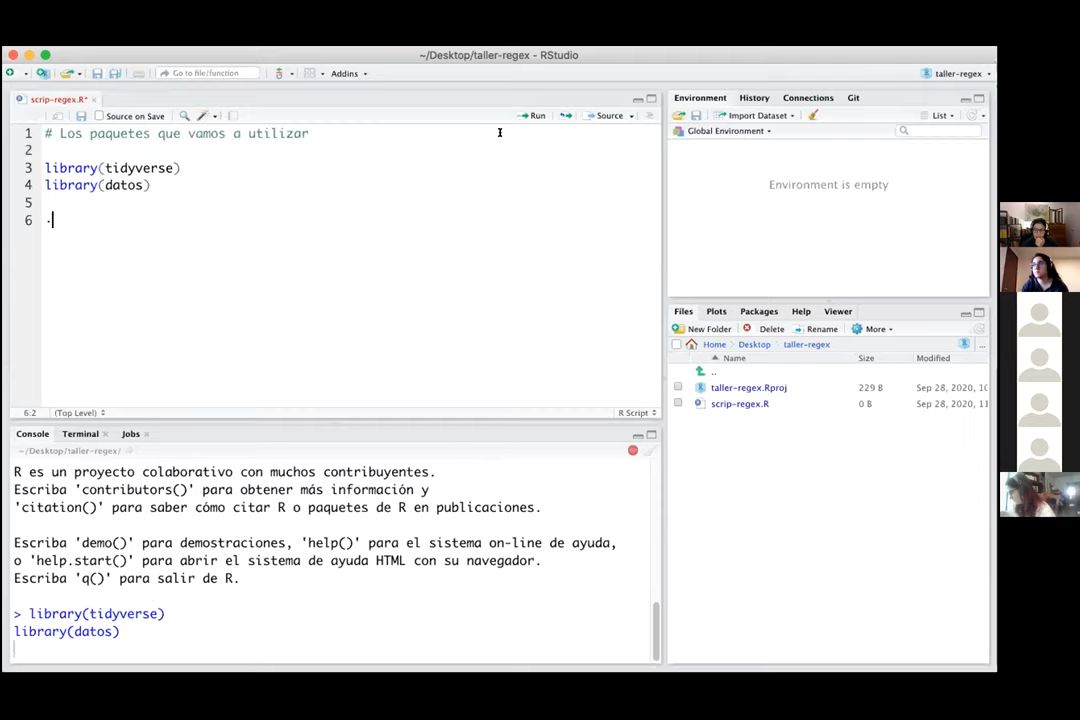 ~/Desktop/taller-regex - RStudio
Go to file/function
Addins
taller-regex
scrip-regex.R*
Source on Save
Run
Source
1 # Los paquetes que vamos a utilizar
2
3 library(tidyverse)
4 library(datos)
5
6 .
6:2 (Top Level) R Script
Console Terminal Jobs
~/Desktop/taller-regex/
R es un proyecto colaborativo con muchos contribuyentes.
Escriba 'contributors()' para obtener más información y
'citation()' para saber cómo citar R o paquetes de R en publicaciones.
Escriba 'demo()' para demostraciones, 'help()' para el sistema on-line de ayuda,
o 'help.start()' para abrir el sistema de ayuda HTML con su navegador.
Escriba 'q()' para salir de R.
> library(tidyverse)
library(datos)
Environment History Connections Git
Import Dataset List
Global Environment
Environment is empty
Files Plots Packages Help Viewer
New Folder Delete Rename More
Home Desktop taller-regex ...
Name Size Modified
..
taller-regex.Rproj 229 B Sep 28, 2020, 10
scrip-regex.R 0 B Sep 28, 2020, 11